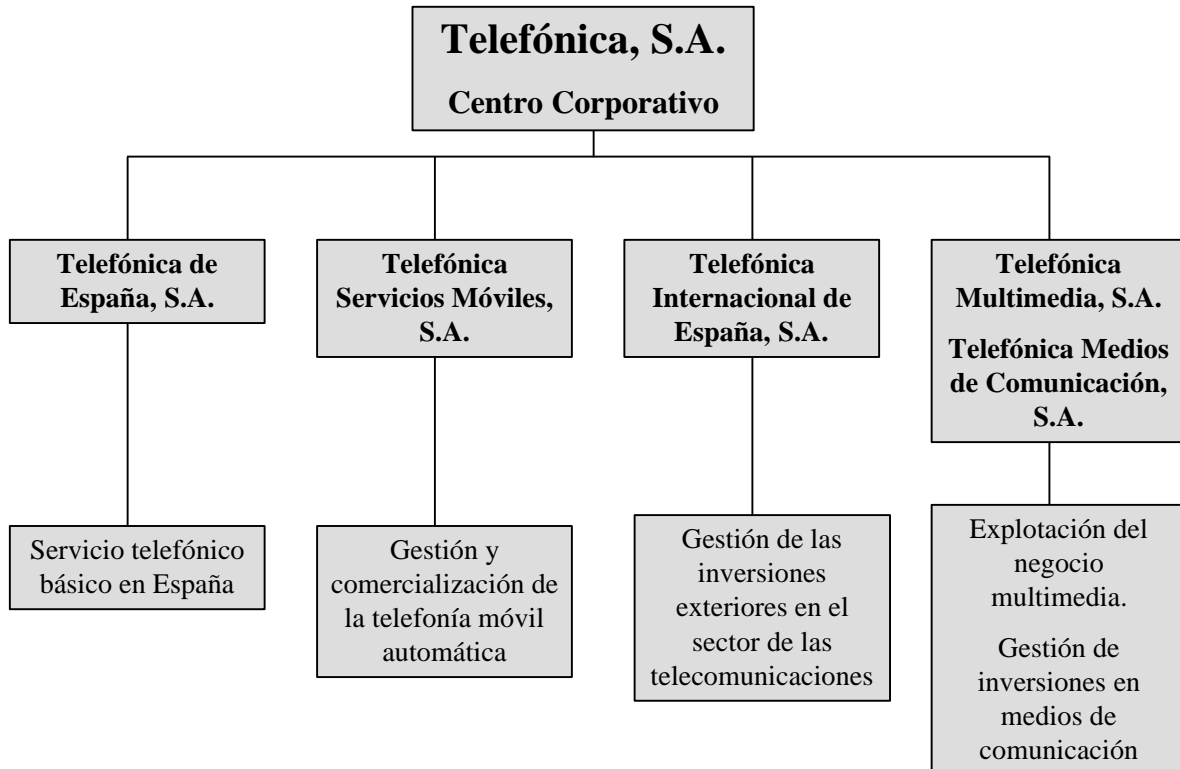 Telefónica, S.A.
Centro Corporativo
Telefónica de
España, S.A.
Telefónica
Servicios Móviles,
S.A.
Telefónica
Internacional de
España, S.A.
Telefónica
Multimedia, S.A.
Telefónica Medios
de Comunicación,
S.A.
Servicio telefónico
básico en España
Gestión y
comercialización de
la telefonía móvil
automática
Gestión de las
inversiones
exteriores en el
sector de las
telecomunicaciones
Explotación del
negocio
multimedia.
Gestión de
inversiones en
medios de
comunicación